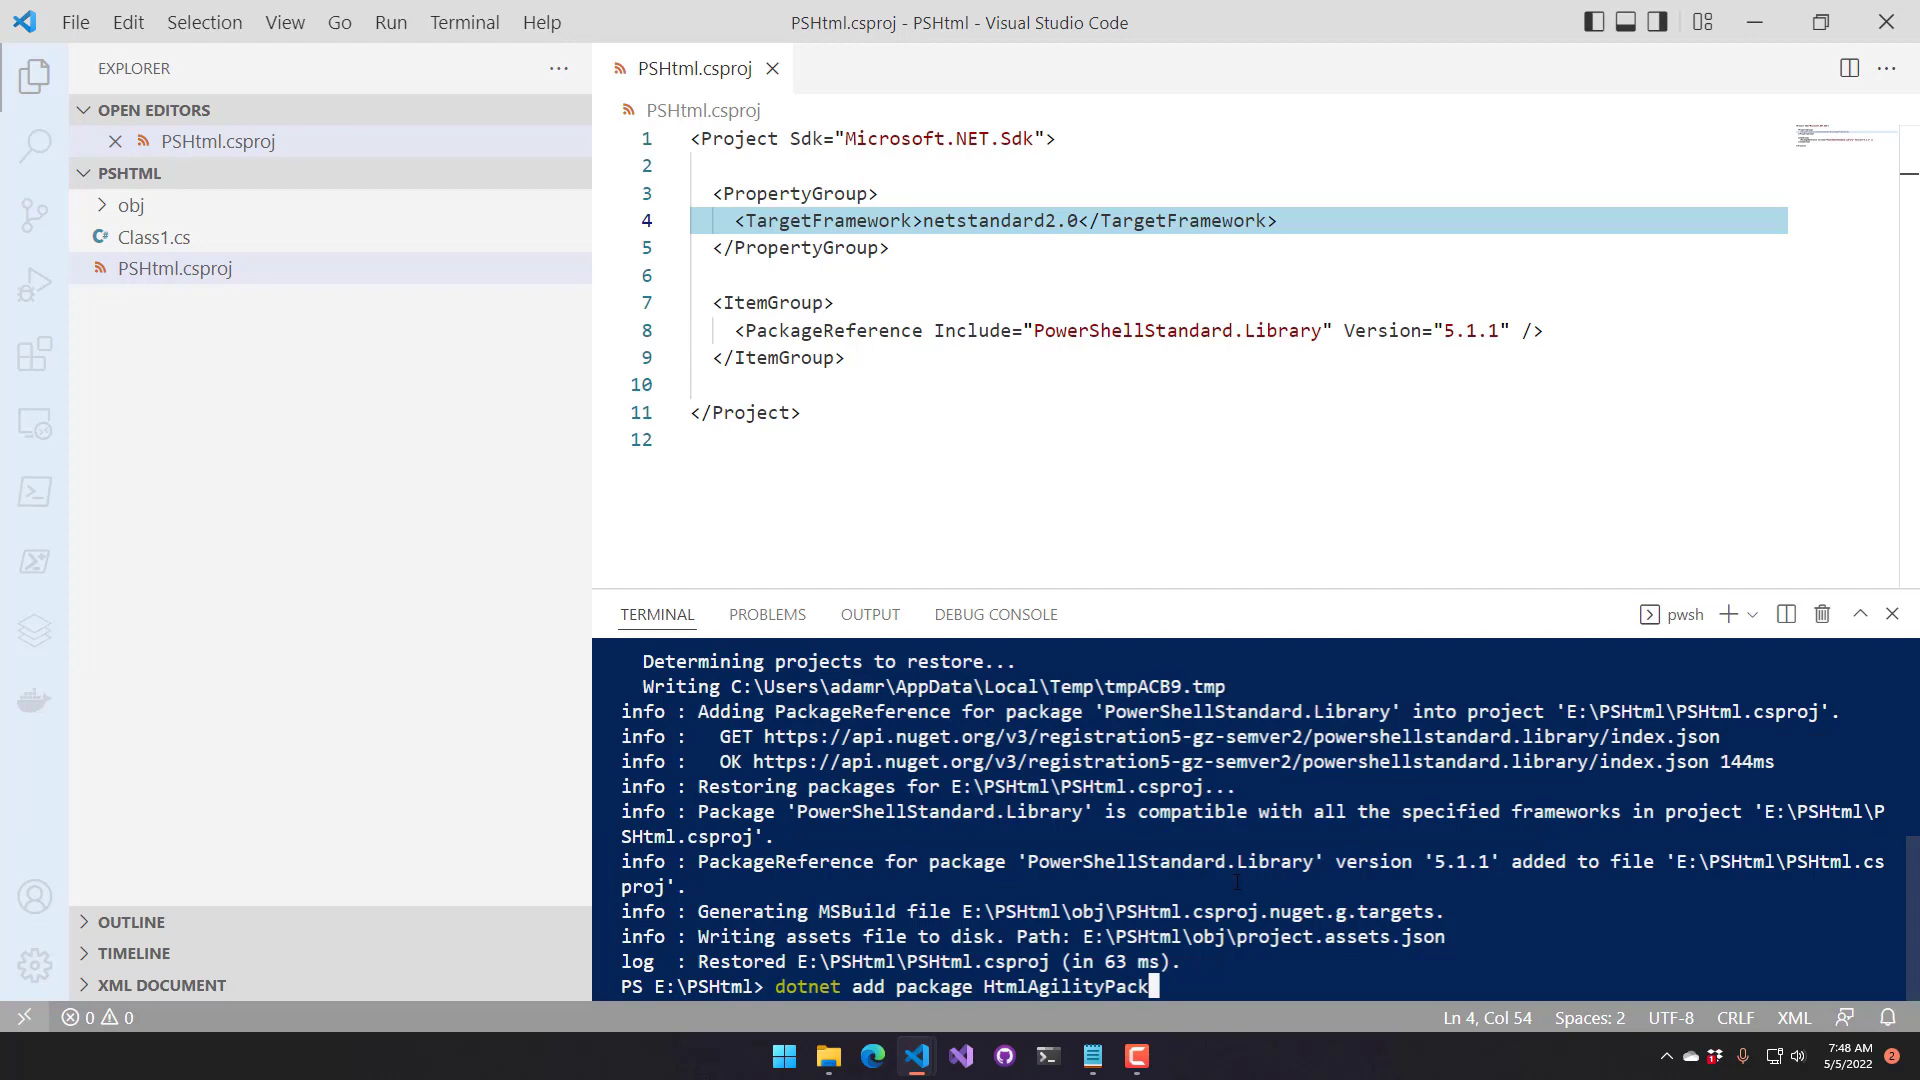 File Edit Selection View Go Run Terminal Help
PSHtml.csproj - PSHtml - Visual Studio Code
EXPLORER
OPEN EDITORS
PSHtml.csproj
PSHTML
obj
Class1.cs
PSHtml.csproj
OUTLINE
TIMELINE
XML DOCUMENT
PSHtml.csproj
PSHtml.csproj
1 <Project Sdk="Microsoft.NET.Sdk">
2
3 <PropertyGroup>
4 <TargetFramework>netstandard2.0</TargetFramework>
5 </PropertyGroup>
6
7 <ItemGroup>
8 <PackageReference Include="PowerShellStandard.Library" Version="5.1.1" />
9 </ItemGroup>
10
11 </Project>
12
TERMINAL PROBLEMS OUTPUT DEBUG CONSOLE
pwsh
Determining projects to restore...
Writing C:\Users\adamr\AppData\Local\Temp\tmpACB9.tmp
info : Adding PackageReference for package 'PowerShellStandard.Library' into project 'E:\PSHtml\PSHtml.csproj'.
info :   GET https://api.nuget.org/v3/registration5-gz-semver2/powershellstandard.library/index.json
info :   OK https://api.nuget.org/v3/registration5-gz-semver2/powershellstandard.library/index.json 144ms
info : Restoring packages for E:\PSHtml\PSHtml.csproj...
info : Package 'PowerShellStandard.Library' is compatible with all the specified frameworks in project 'E:\PSHtml\P
SHtml.csproj'.
info : PackageReference for package 'PowerShellStandard.Library' version '5.1.1' added to file 'E:\PSHtml\PSHtml.cs
proj'.
info : Generating MSBuild file E:\PSHtml\obj\PSHtml.csproj.nuget.g.targets.
info : Writing assets file to disk. Path: E:\PSHtml\obj\project.assets.json
log  : Restored E:\PSHtml\PSHtml.csproj (in 63 ms).
PS E:\PSHtml> dotnet add package HtmlAgilityPack
0 0
Ln 4, Col 54 Spaces: 2 UTF-8 CRLF XML
7:48 AM
5/5/2022
2